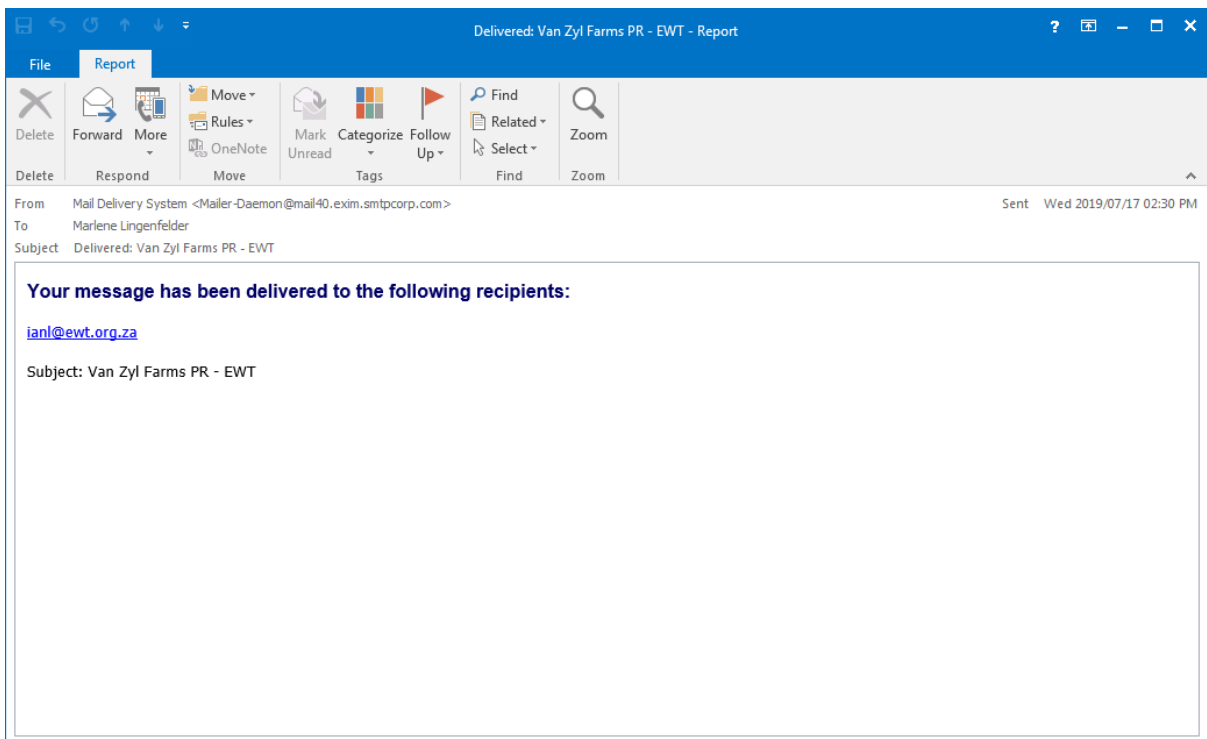 Delivered: Van Zyl Farms PR - EWT - Report
?
File Report
Delete
Forward
More
Move
Rules
OneNote
Mark Unread
Categorize
Follow Up
Find
Related
Select
Zoom
Delete Respond Move Tags Find Zoom
From Mail Delivery System <Mailer-Daemon@mail40.exim.smtpcorp.com> Sent Wed 2019/07/17 02:30 PM
To Marlene Lingenfelder
Subject Delivered: Van Zyl Farms PR - EWT
Your message has been delivered to the following recipients:
ianl@ewt.org.za
Subject: Van Zyl Farms PR - EWT